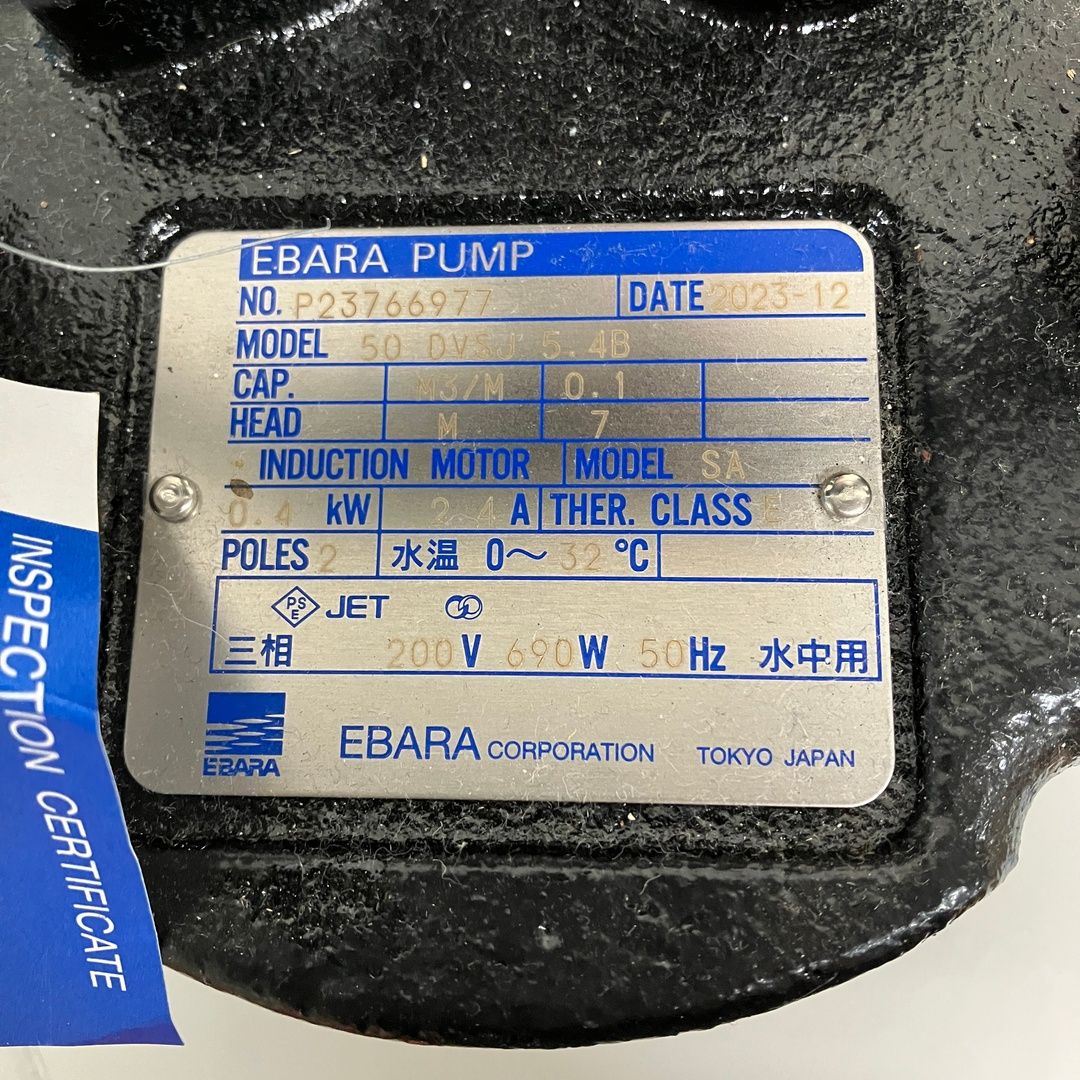 EBARA PUMP
NO. P23766977 DATE 2023-12
MODEL 50 DVSJ 5.4B
CAP. M3/M 0.1
HEAD M 7
INDUCTION MOTOR MODEL SA
0.4 kW 2.4 A THER. CLASS E
POLES 2 水温 0～32 ℃
PS E JET
三相 200V 690W 50Hz 水中用
EBARA
EBARA CORPORATION TOKYO JAPAN
INSPECTION CERTIFICATE